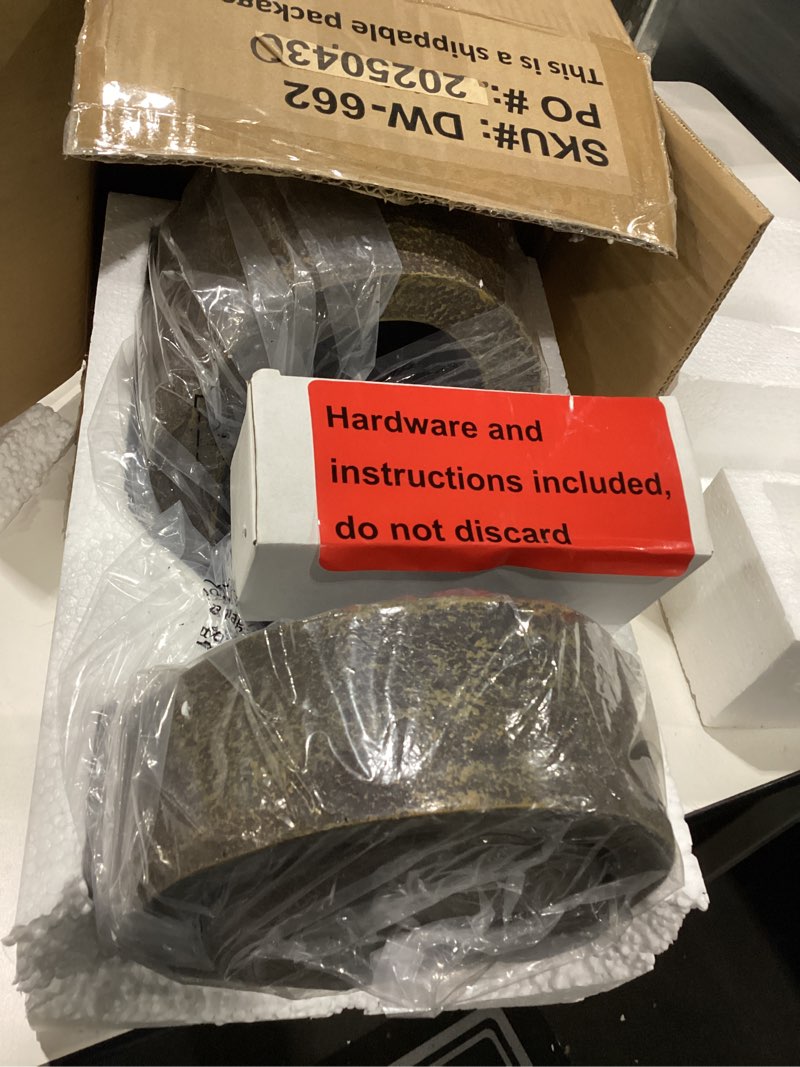 SKU#: DW-662
PO #: 20250430
This is a shippable package
Hardware and
instructions included,
do not discard